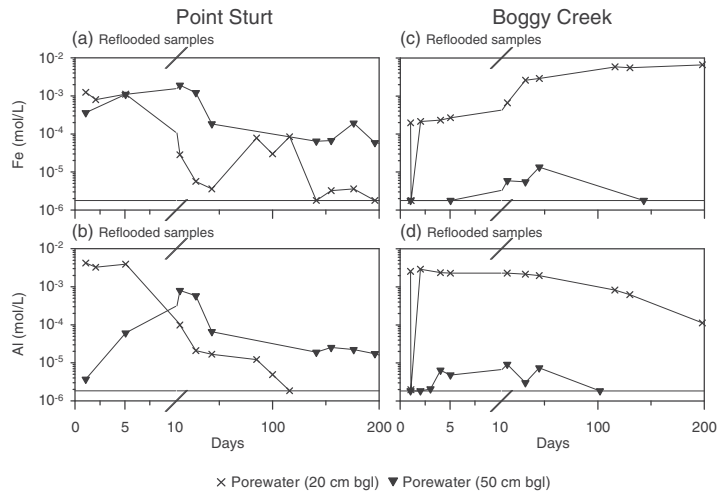 Point Sturt Boggy Creek
(a) Reflooded samples (c) Reflooded samples
10-2
10-3
10-4
10-5
10-6
Fe (mol/L)
(b) Reflooded samples (d) Reflooded samples
10-2
10-3
10-4
10-5
10-6
Al (mol/L)
0 5 10 100 200 0 5 10 100 200
Days Days
× Porewater (20 cm bgl) ▼ Porewater (50 cm bgl)